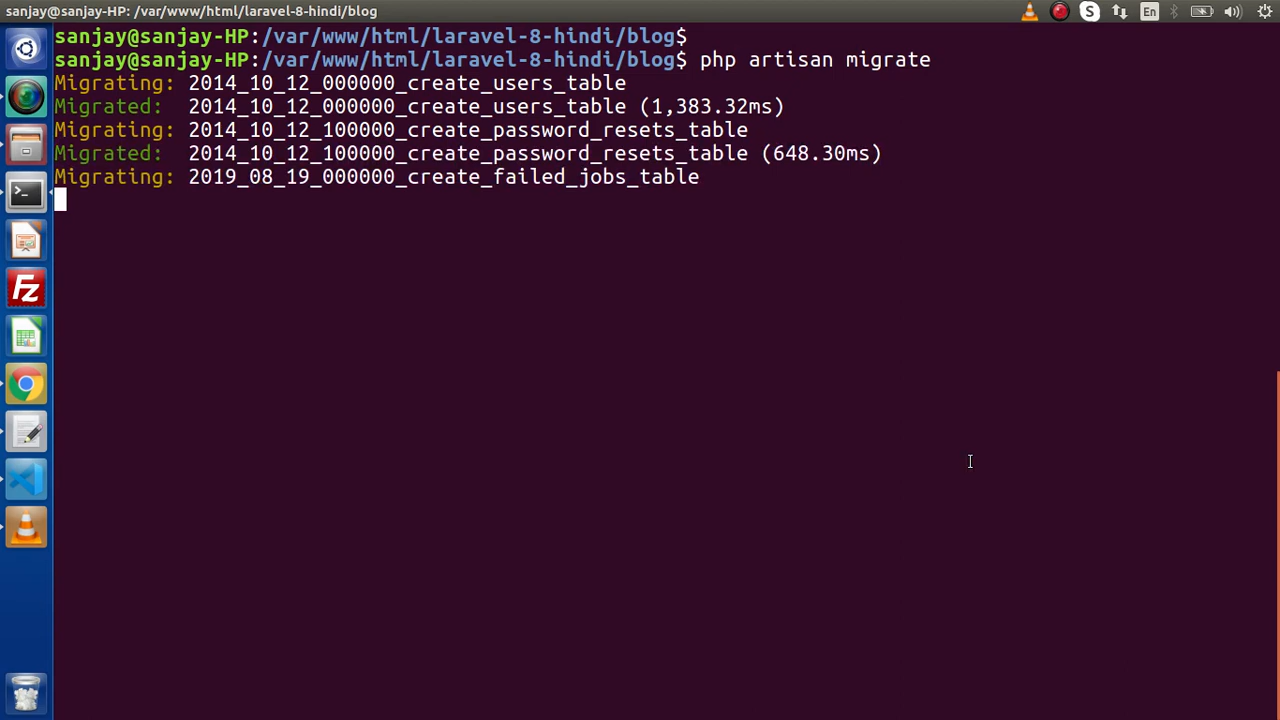 sanjay@sanjay-HP: /var/www/html/laravel-8-hindi/blog
En
sanjay@sanjay-HP:/var/www/html/laravel-8-hindi/blog$
sanjay@sanjay-HP:/var/www/html/laravel-8-hindi/blog$ php artisan migrate
Migrating: 2014_10_12_000000_create_users_table
Migrated:  2014_10_12_000000_create_users_table (1,383.32ms)
Migrating: 2014_10_12_100000_create_password_resets_table
Migrated:  2014_10_12_100000_create_password_resets_table (648.30ms)
Migrating: 2019_08_19_000000_create_failed_jobs_table
Fz